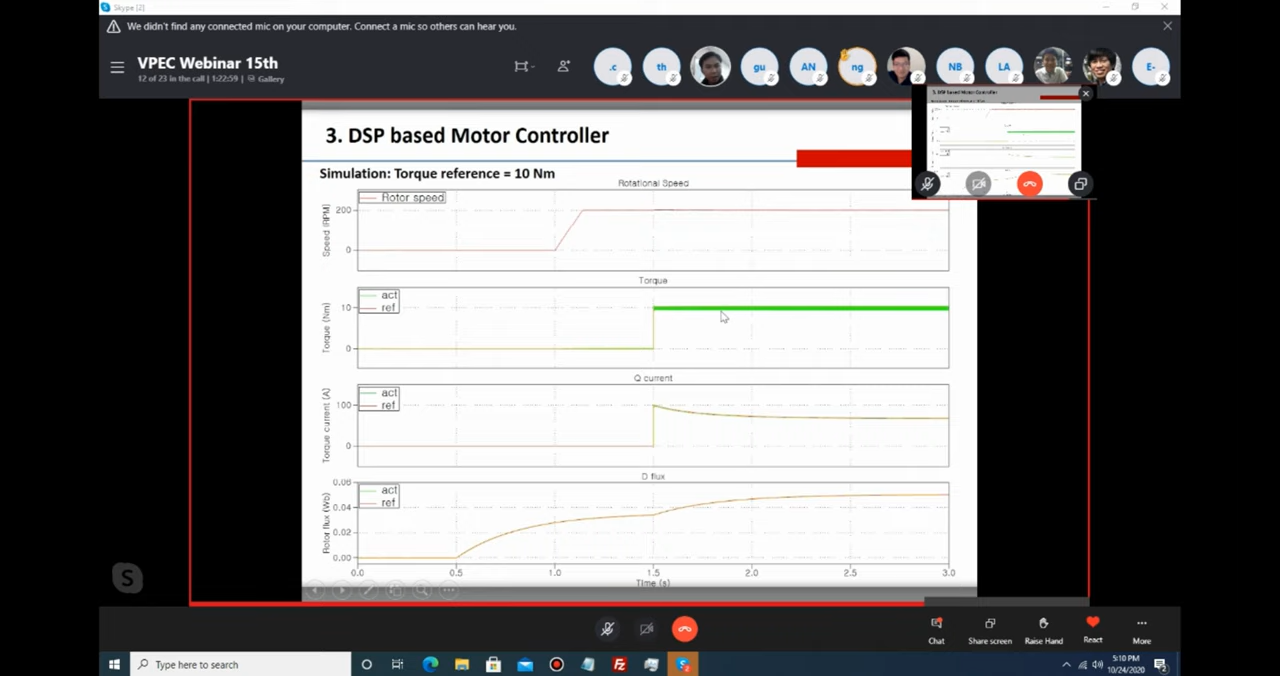 Skype [2]
We didn't find any connected mic on your computer. Connect a mic so others can hear you.
VPEC Webinar 15th
12 of 23 in the call | 1:22:59 | Gallery
.c th gu AN ng NB LA E-
3. DSP based Motor Controller
3. DSP based Motor Controller
Simulation: Torque reference = 10 Nm
Rotational Speed
Rotor speed
Speed (RPM)
200
0
Torque
act
ref
Torque (Nm)
10
0
Q current
act
ref
Torque current (A)
100
0
D flux
act
ref
Rotor flux (Wb)
0.06
0.04
0.02
0.00
0.0 0.5 1.0 1.5 2.0 2.5 3.0
Time (s)
S
Chat Share screen Raise Hand React More
Type here to search
5:10 PM
10/24/2020
2